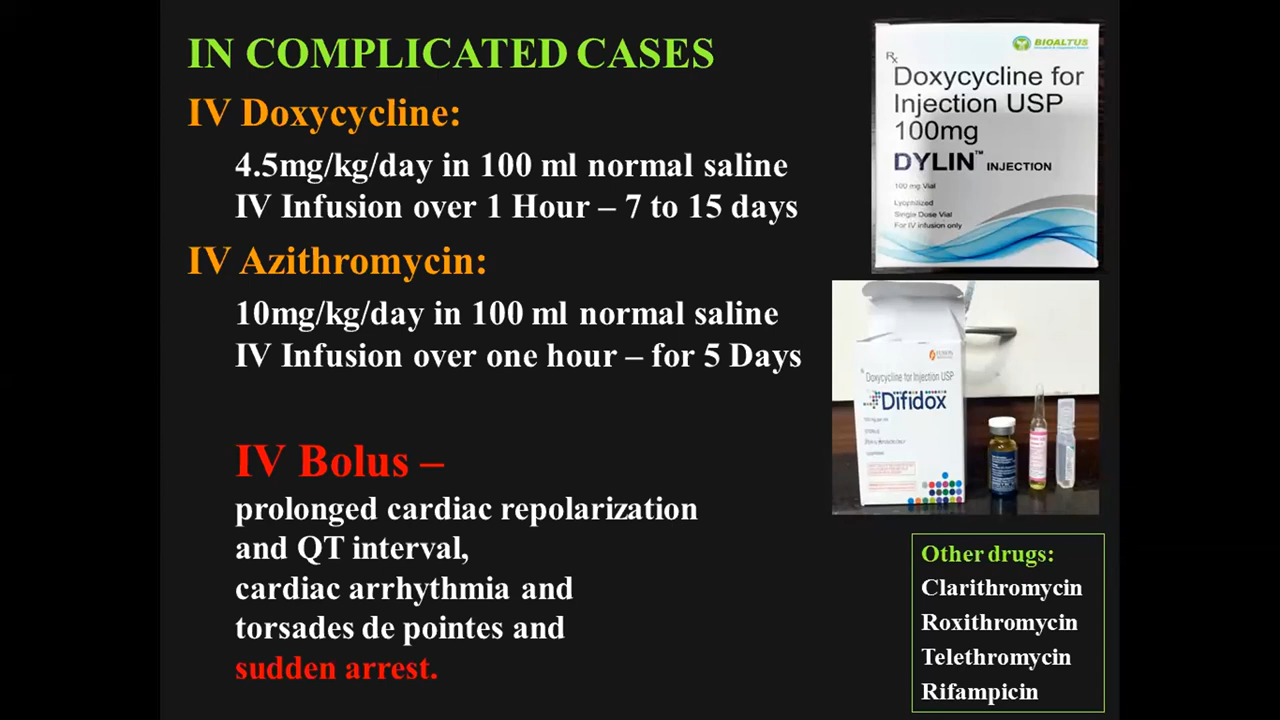 IN COMPLICATED CASES
IV Doxycycline:
4.5mg/kg/day in 100 ml normal saline
IV Infusion over 1 Hour – 7 to 15 days
IV Azithromycin:
10mg/kg/day in 100 ml normal saline
IV Infusion over one hour – for 5 Days
IV Bolus –
prolonged cardiac repolarization
and QT interval,
cardiac arrhythmia and
torsades de pointes and
sudden arrest.
BIOALTUS
Rx
Doxycycline for
Injection USP
100mg
DYLIN™ INJECTION
100 mg Vial
Lyophilized
Single Dose Vial
For IV infusion only
Doxycycline for Injection USP
Difidox
Other drugs:
Clarithromycin
Roxithromycin
Telethromycin
Rifampicin